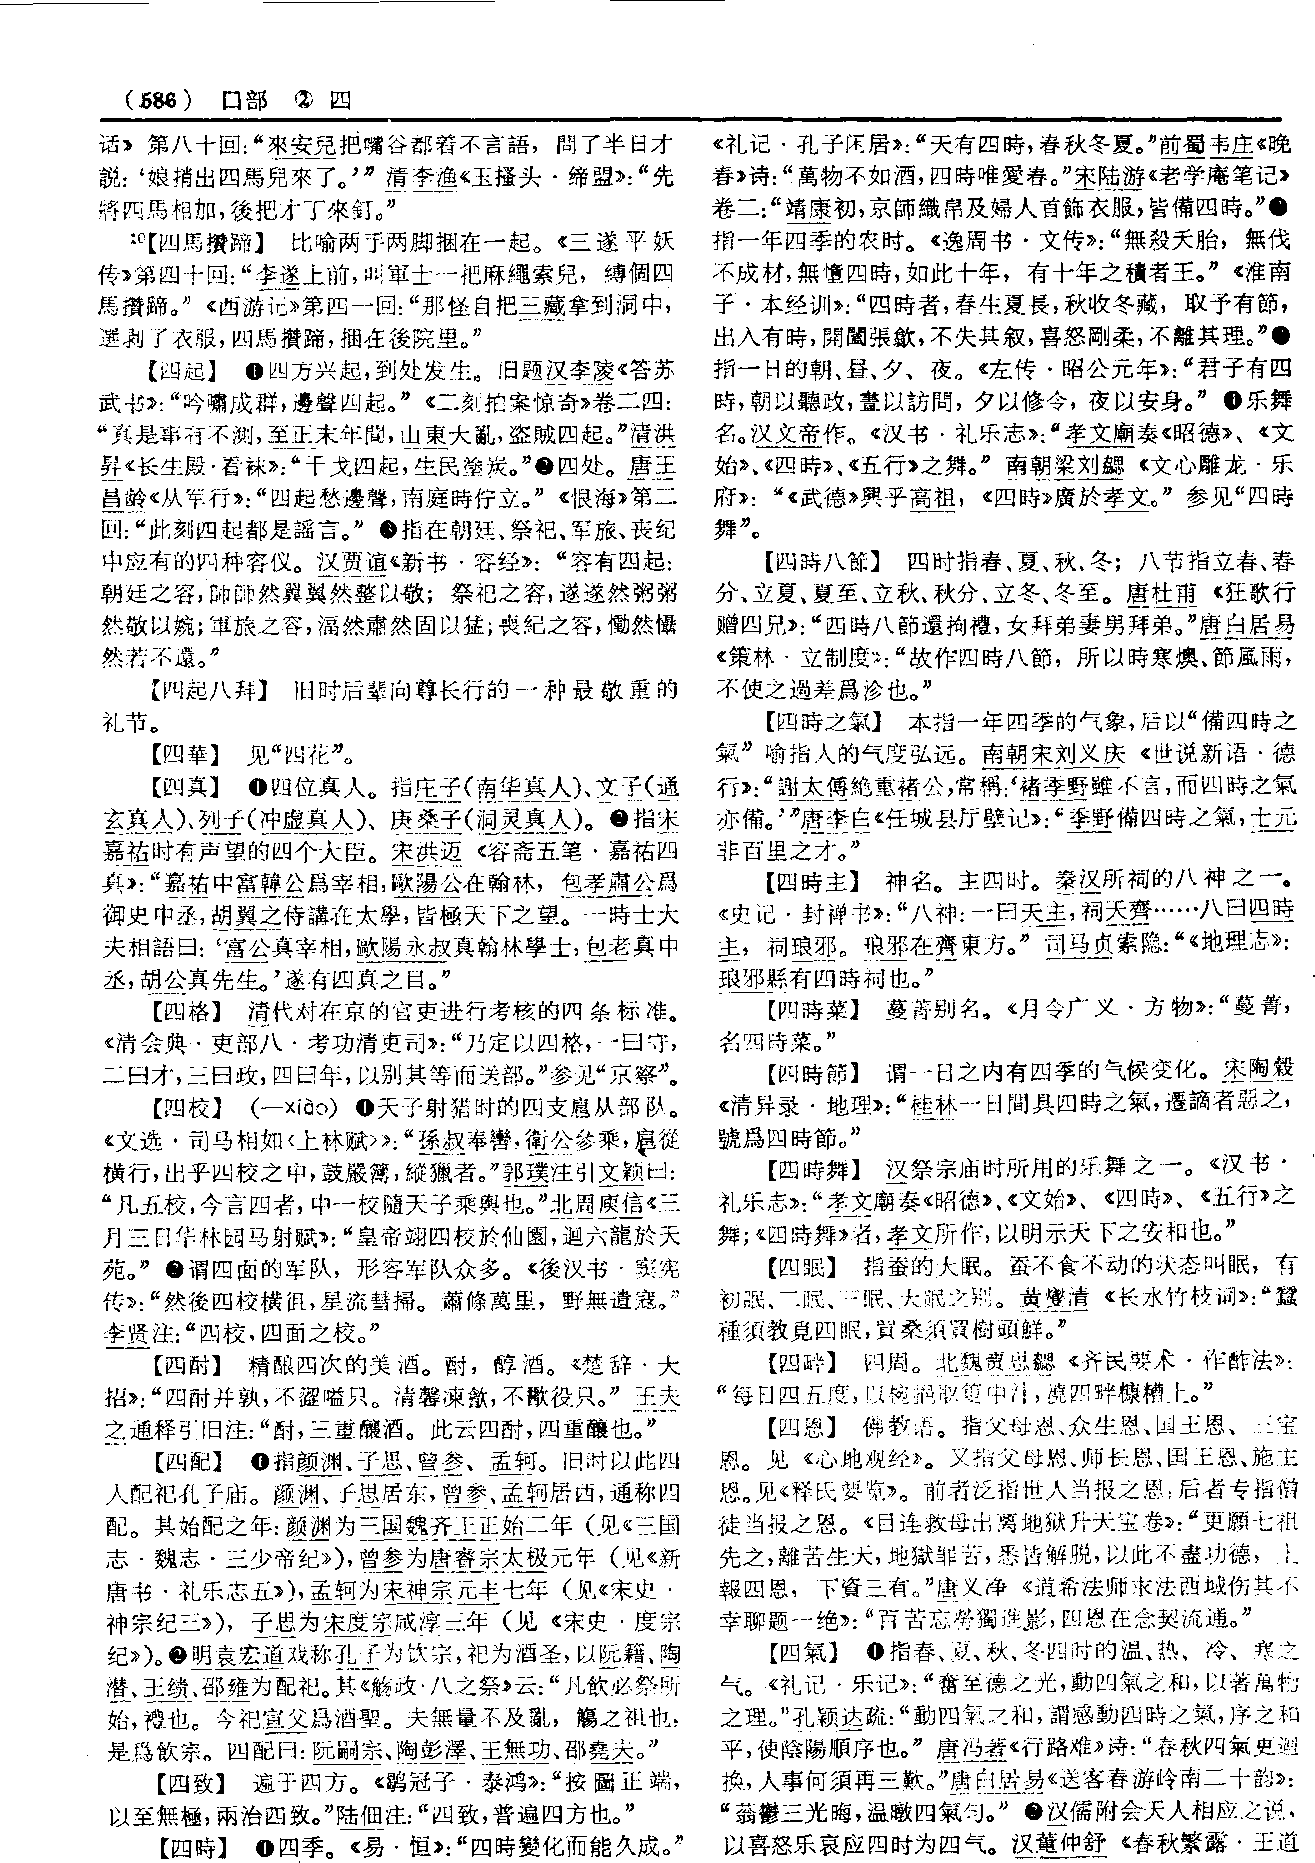 (586) 口部 ② 四
话》第八十回:“來安兒把嘴谷都着不言語，問了半日才
說:‘娘捎出四馬兒來了。’” 清李渔《玉搔头·缔盟》:“先
將四馬相加,後把才丁來釘。”
10【四馬攢蹄】 比喻两手两脚捆在一起。《三遂平妖
传》第四十回:“李遂上前,叫軍士一把麻繩索兒，縛個四
馬攢蹄。”《西游记》第四一回:“那怪自把三藏拿到洞中，
選剥了衣服,四馬攢蹄,捆在後院里。”
【四起】 ❶四方兴起,到处发生。旧题汉李陵《答苏
武书》:“吟嘯成群,邊聲四起。”《二刻拍案惊奇》卷二四:
“真是事有不測,至正末年間,山東大亂,盗賊四起。”清洪
昇《长生殿·看袜》:“干戈四起,生民塗炭。”❷四处。唐王
昌龄《从军行》:“四起愁邊聲,南庭時佇立。”《恨海》第二
回:“此刻四起都是謡言。” ❸指在朝廷、祭祀、军旅、丧纪
中应有的四种容仪。汉贾谊《新书·容经》: “容有四起:
朝廷之容,師師然翼翼然整以敬; 祭祀之容,遂遂然粥粥
然敬以婉;軍旅之容,湢然肅然固以猛;喪紀之容,怮然懾
然若不還。”
【四起八拜】 旧时后辈向尊长行的一种最敬重的
礼节。
【四華】 见“四花”。
【四真】 ❶四位真人。指庄子(南华真人)、文子(通
玄真人)、列子(冲虚真人)、庚桑子(洞灵真人)。❷指宋
嘉祐时有声望的四个大臣。宋洪迈《容斋五笔·嘉祐四
真》:“嘉祐中富韓公爲宰相,歐陽公在翰林，包孝肅公爲
御史中丞,胡翼之侍講在太學,皆極天下之望。一時士大
夫相語曰:‘富公真宰相,歐陽永叔真翰林學士,包老真中
丞,胡公真先生。’遂有四真之目。”
【四格】 清代对在京的官吏进行考核的四条标准。
《清会典·吏部八·考功清吏司》:“乃定以四格,一曰守，
二曰才,三曰政,四曰年,以别其等而送部。”参见“京察”。
【四校】 (—xiào) ❶天子射猎时的四支扈从部队。
《文选·司马相如〈上林赋〉》:“孫叔奉轡,衛公參乘,扈從
横行,出乎四校之中,鼓嚴簿,縱獵者。”郭璞注引文颖曰:
“凡五校,今言四者,中一校隨天子乘輿也。”北周庾信《三
月三日华林园马射赋》:“皇帝翊四校於仙園,迴六龍於天
苑。” ❷谓四面的军队，形容军队众多。《後汉书·窦宪
传》:“然後四校横徂,星流彗掃。蕭條萬里，野無遺寇。”
李贤注:“四校,四面之校。”
【四酎】 精酿四次的美酒。酎，醇酒。《楚辞·大
招》:“四酎并孰,不澀嗌只。清馨凍歙,不歠役只。” 王夫
之通释引旧注:“酎,三重釀酒。此云四酎,四重釀也。”
【四配】 ❶指颜渊、子思、曾参、孟轲。旧时以此四
人配祀孔子庙。颜渊、子思居东,曾参、孟轲居西,通称四
配。其始配之年:颜渊为三国魏齐王正始二年（见《三国
志·魏志·三少帝纪》),曾参为唐睿宗太极元年（见《新
唐书·礼乐志五》),孟轲为宋神宗元丰七年（见《宋史·
神宗纪三》)，子思为宋度宗咸淳三年（见《宋史·度宗
纪》)。❷明袁宏道戏称孔子为饮宗,祀为酒圣,以阮籍、陶
潜、王绩、邵雍为配祀。其《觞政·八之祭》云:“凡飲必祭所
始,禮也。今祀宣父爲酒聖。夫無量不及亂，觴之祖也,
是爲飲宗。四配曰:阮嗣宗、陶彭澤、王無功、邵堯夫。”
【四致】 遍于四方。《鹖冠子·泰鸿》:“按圖正端，
以至無極,兩治四致。”陆佃注:“四致,普遍四方也。”
【四時】 ❶四季。《易·恒》:“四時變化而能久成。”
《礼记·孔子闲居》:“天有四時,春秋冬夏。”前蜀韦庄《晚
春》诗:“萬物不如酒,四時唯愛春。”宋陆游《老学庵笔记》
卷二:“靖康初,京師織帛及婦人首飾衣服,皆備四時。”❷
指一年四季的农时。《逸周书·文传》:“無殺夭胎，無伐
不成材,無憻四時,如此十年，有十年之積者王。”《淮南
子·本经训》:“四時者,春生夏長,秋收冬藏，取予有節，
出入有時,開闔張歙,不失其叙,喜怒剛柔,不離其理。”❸
指一日的朝、昼、夕、夜。《左传·昭公元年》:“君子有四
時,朝以聽政,晝以訪問，夕以修令，夜以安身。” ❹乐舞
名。汉文帝作。《汉书·礼乐志》:“孝文廟奏《昭德》、《文
始》、《四時》、《五行》之舞。” 南朝梁刘勰《文心雕龙·乐
府》: “《武德》興乎高祖，《四時》廣於孝文。” 参见“四時
舞”。
【四時八節】 四时指春、夏、秋、冬; 八节指立春、春
分、立夏、夏至、立秋、秋分、立冬、冬至。唐杜甫《狂歌行
赠四兄》:“四時八節還拘禮,女拜弟妻男拜弟。”唐白居易
《策林·立制度》:“故作四時八節，所以時寒燠、節風雨，
不使之過差爲沴也。”
【四時之氣】 本指一年四季的气象,后以“備四時之
氣” 喻指人的气度弘远。南朝宋刘义庆《世说新语·德
行》:“謝太傅絶重褚公,常稱:‘褚季野雖不言,而四時之氣
亦備。’”唐李白《任城县厅壁记》:“季野備四時之氣,士元
非百里之才。”
【四時主】 神名。主四时。秦汉所祠的八神之一。
《史记·封禅书》:“八神:一曰天主,祠天齊……八曰四時
主，祠琅邪。琅邪在齊東方。” 司马贞索隐:“《地理志》:
琅邪縣有四時祠也。”
【四時菜】 蔓菁别名。《月令广义·方物》:“蔓菁，
名四時菜。”
【四時節】 谓一日之内有四季的气候变化。宋陶穀
《清异录·地理》:“桂林一日間具四時之氣,遷謫者惡之，
號爲四時節。”
【四時舞】 汉祭宗庙时所用的乐舞之一。《汉书·
礼乐志》:“孝文廟奏《昭德》、《文始》、《四時》、《五行》之
舞;《四時舞》者,孝文所作,以明示天下之安和也。”
【四眠】 指蚕的大眠。蚕不食不动的状态叫眠，有
初眠、二眠、三眠、大眠之别。黄燮清《长水竹枝词》:“蠶
種須教覓四眠,買桑須買樹頭鮮。”
【四畔】 四周。北魏贾思勰《齐民要术·作酢法》:
“每日四五度,以椀挹取甕中汁,澆四畔糠糟上。”
【四恩】 佛教语。指父母恩、众生恩、国王恩、三宝
恩。见《心地观经》。又指父母恩、师长恩、国王恩、施主
恩。见《释氏要览》。前者泛指世人当报之恩,后者专指僧
徒当报之恩。《目连救母出离地狱升天宝卷》:“更願七祖
先之,離苦生天,地獄罪苦,悉皆解脱,以此不盡功德，上
報四恩，下資三有。”唐义净《道希法师求法西域伤其不
幸聊题一绝》:“百苦忘勞獨進影,四恩在念契流通。”
【四氣】 ❶指春、夏、秋、冬四时的温、热、冷、寒之
气。《礼记·乐记》:“奮至德之光,動四氣之和,以著萬物
之理。”孔颖达疏:“動四氣之和,謂感動四時之氣,序之和
平,使陰陽順序也。” 唐冯著《行路难》诗:“春秋四氣更迴
换,人事何須再三歎。”唐白居易《送客春游岭南二十韵》:
“蓊鬱三光晦,温暾四氣匀。” ❷汉儒附会天人相应之说，
以喜怒乐哀应四时为四气。汉董仲舒《春秋繁露·王道